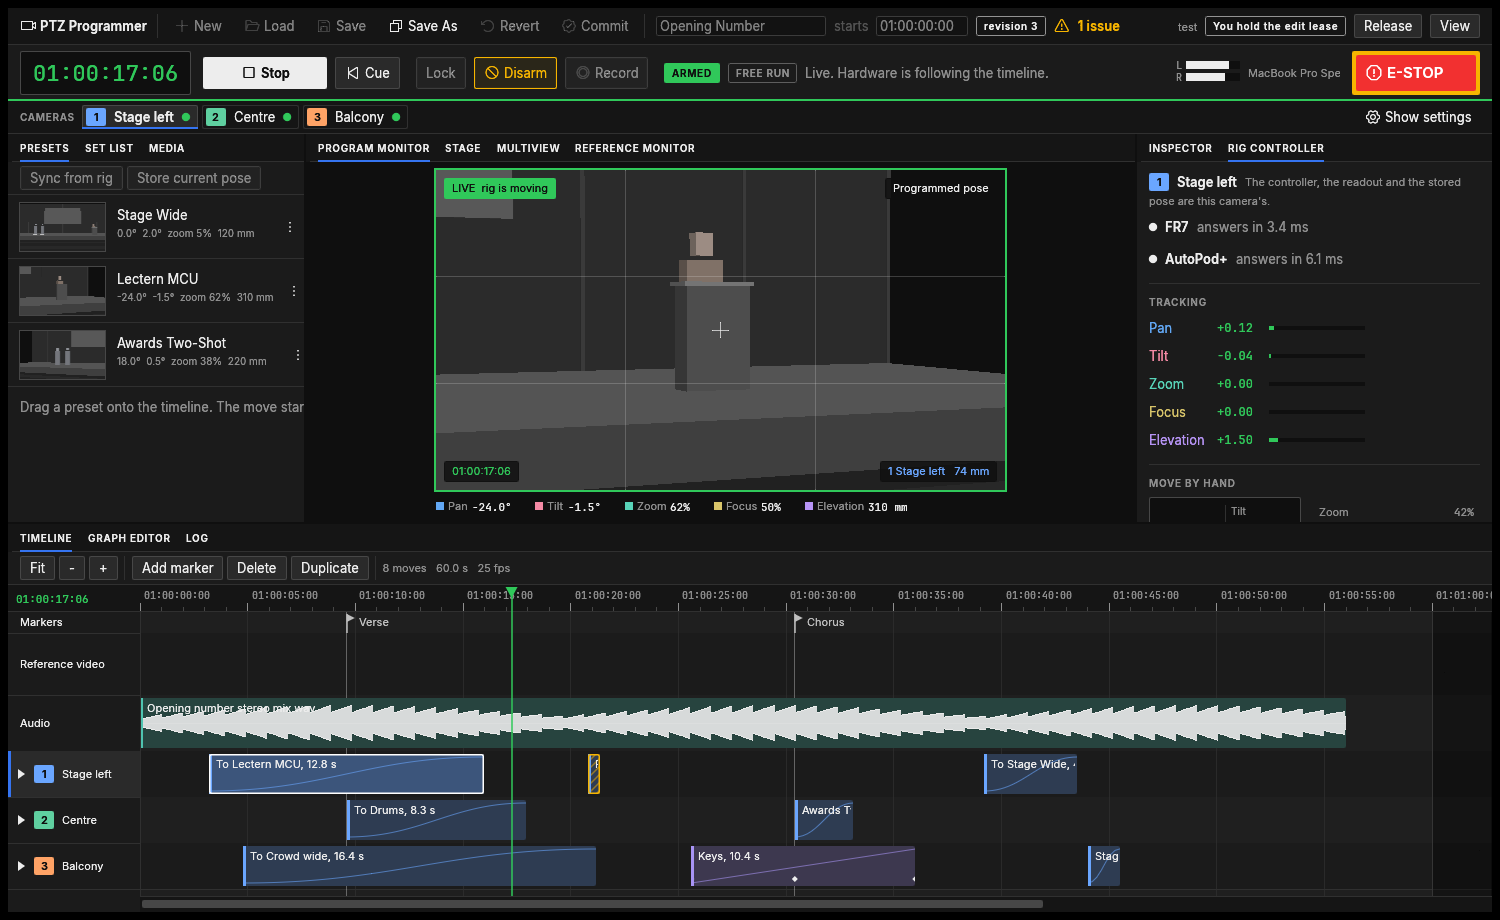 PTZ Programmer New Load Save Save As Revert Commit Opening Number starts 01:00:00:00 revision 3 1 issue test You hold the edit lease Release View
01:00:17:06 Stop Cue Lock Disarm Record ARMED FREE RUN Live. Hardware is following the timeline. L R MacBook Pro Spe E-STOP
CAMERAS 1 Stage left 2 Centre 3 Balcony Show settings
PRESETS SET LIST MEDIA
Sync from rig Store current pose
Stage Wide
0.0° 2.0° zoom 5% 120 mm
Lectern MCU
-24.0° -1.5° zoom 62% 310 mm
Awards Two-Shot
18.0° 0.5° zoom 38% 220 mm
Drag a preset onto the timeline. The move star
PROGRAM MONITOR STAGE MULTIVIEW REFERENCE MONITOR
LIVE rig is moving Programmed pose
01:00:17:06 1 Stage left 74 mm
Pan -24.0° Tilt -1.5° Zoom 62% Focus 50% Elevation 310 mm
INSPECTOR RIG CONTROLLER
1 Stage left The controller, the readout and the stored
pose are this camera's.
FR7 answers in 3.4 ms
AutoPod+ answers in 6.1 ms
TRACKING
Pan +0.12
Tilt -0.04
Zoom +0.00
Focus +0.00
Elevation +1.50
MOVE BY HAND
Tilt Zoom 42%
TIMELINE GRAPH EDITOR LOG
Fit - + Add marker Delete Duplicate 8 moves 60.0 s 25 fps
01:00:17:06 01:00:00:00 01:00:05:00 01:00:10:00 01:00:15:00 01:00:20:00 01:00:25:00 01:00:30:00 01:00:35:00 01:00:40:00 01:00:45:00 01:00:50:00 01:00:55:00 01:01:00:0
Markers Verse Chorus
Reference video
Audio Opening number stereo mix.wav
1 Stage left To Lectern MCU, 12.8 s To Stage Wide,
2 Centre To Drums, 8.3 s Awards T
3 Balcony To Crowd wide, 16.4 s Keys, 10.4 s Stag